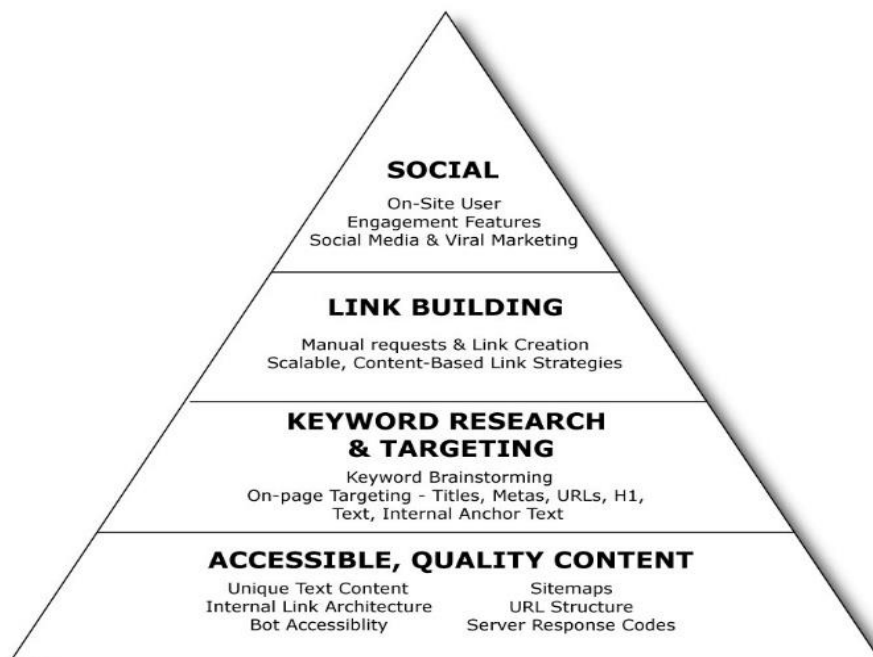 SOCIAL
On-Site User
Engagement Features
Social Media & Viral Marketing
LINK BUILDING
Manual requests & Link Creation
Scalable, Content-Based Link Strategies
KEYWORD RESEARCH
& TARGETING
Keyword Brainstorming
On-page Targeting - Titles, Metas, URLs, H1,
Text, Internal Anchor Text
ACCESSIBLE, QUALITY CONTENT
Unique Text Content
Internal Link Architecture
Bot Accessiblity
Sitemaps
URL Structure
Server Response Codes